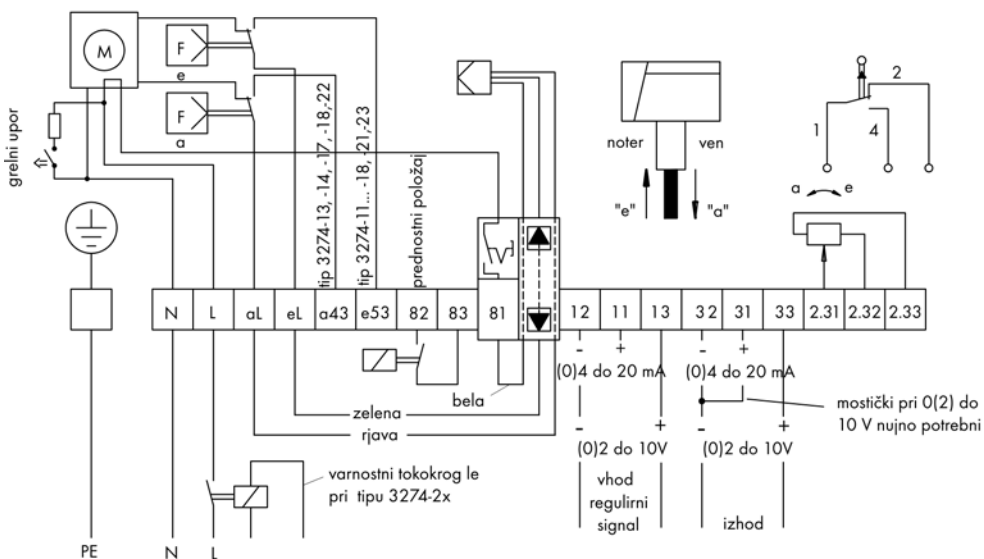 M
F
e
F
a
grelni upor
tip 3274-13, -14, -17, -18,-22
tip 3274-11... -18, -21,-23
prednostni položaj
noter
ven
"e"
"a"
2
1
4
a
e
N
L
aL
eL
a43
e53
82
83
81
12
11
13
32
31
33
2.31
2.32
2.33
- +
(0)4 do 20 mA
- +
(0)4 do 20 mA
bela
zelena
rjava
mostički pri 0(2) do
10 V nujno potrebni
- +
(0)2 do 10V
- +
(0)2 do 10V
varnostni tokokrog le
pri tipu 3274-2x
vhod
regulirni
signal
izhod
PE
N
L